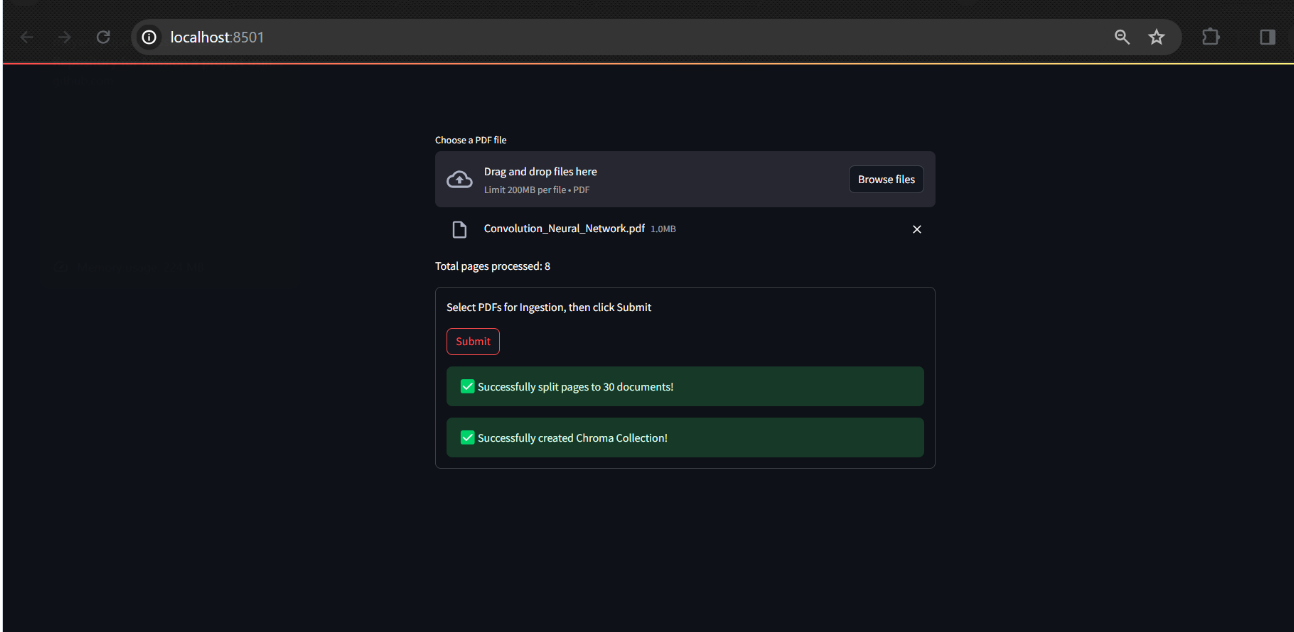 localhost:8501
Choose a PDF file
Drag and drop files here
Limit 200MB per file • PDF
Browse files
Convolution_Neural_Network.pdf 1.0MB
Total pages processed: 8
Select PDFs for Ingestion, then click Submit
Submit
Successfully split pages to 30 documents!
Successfully created Chroma Collection!